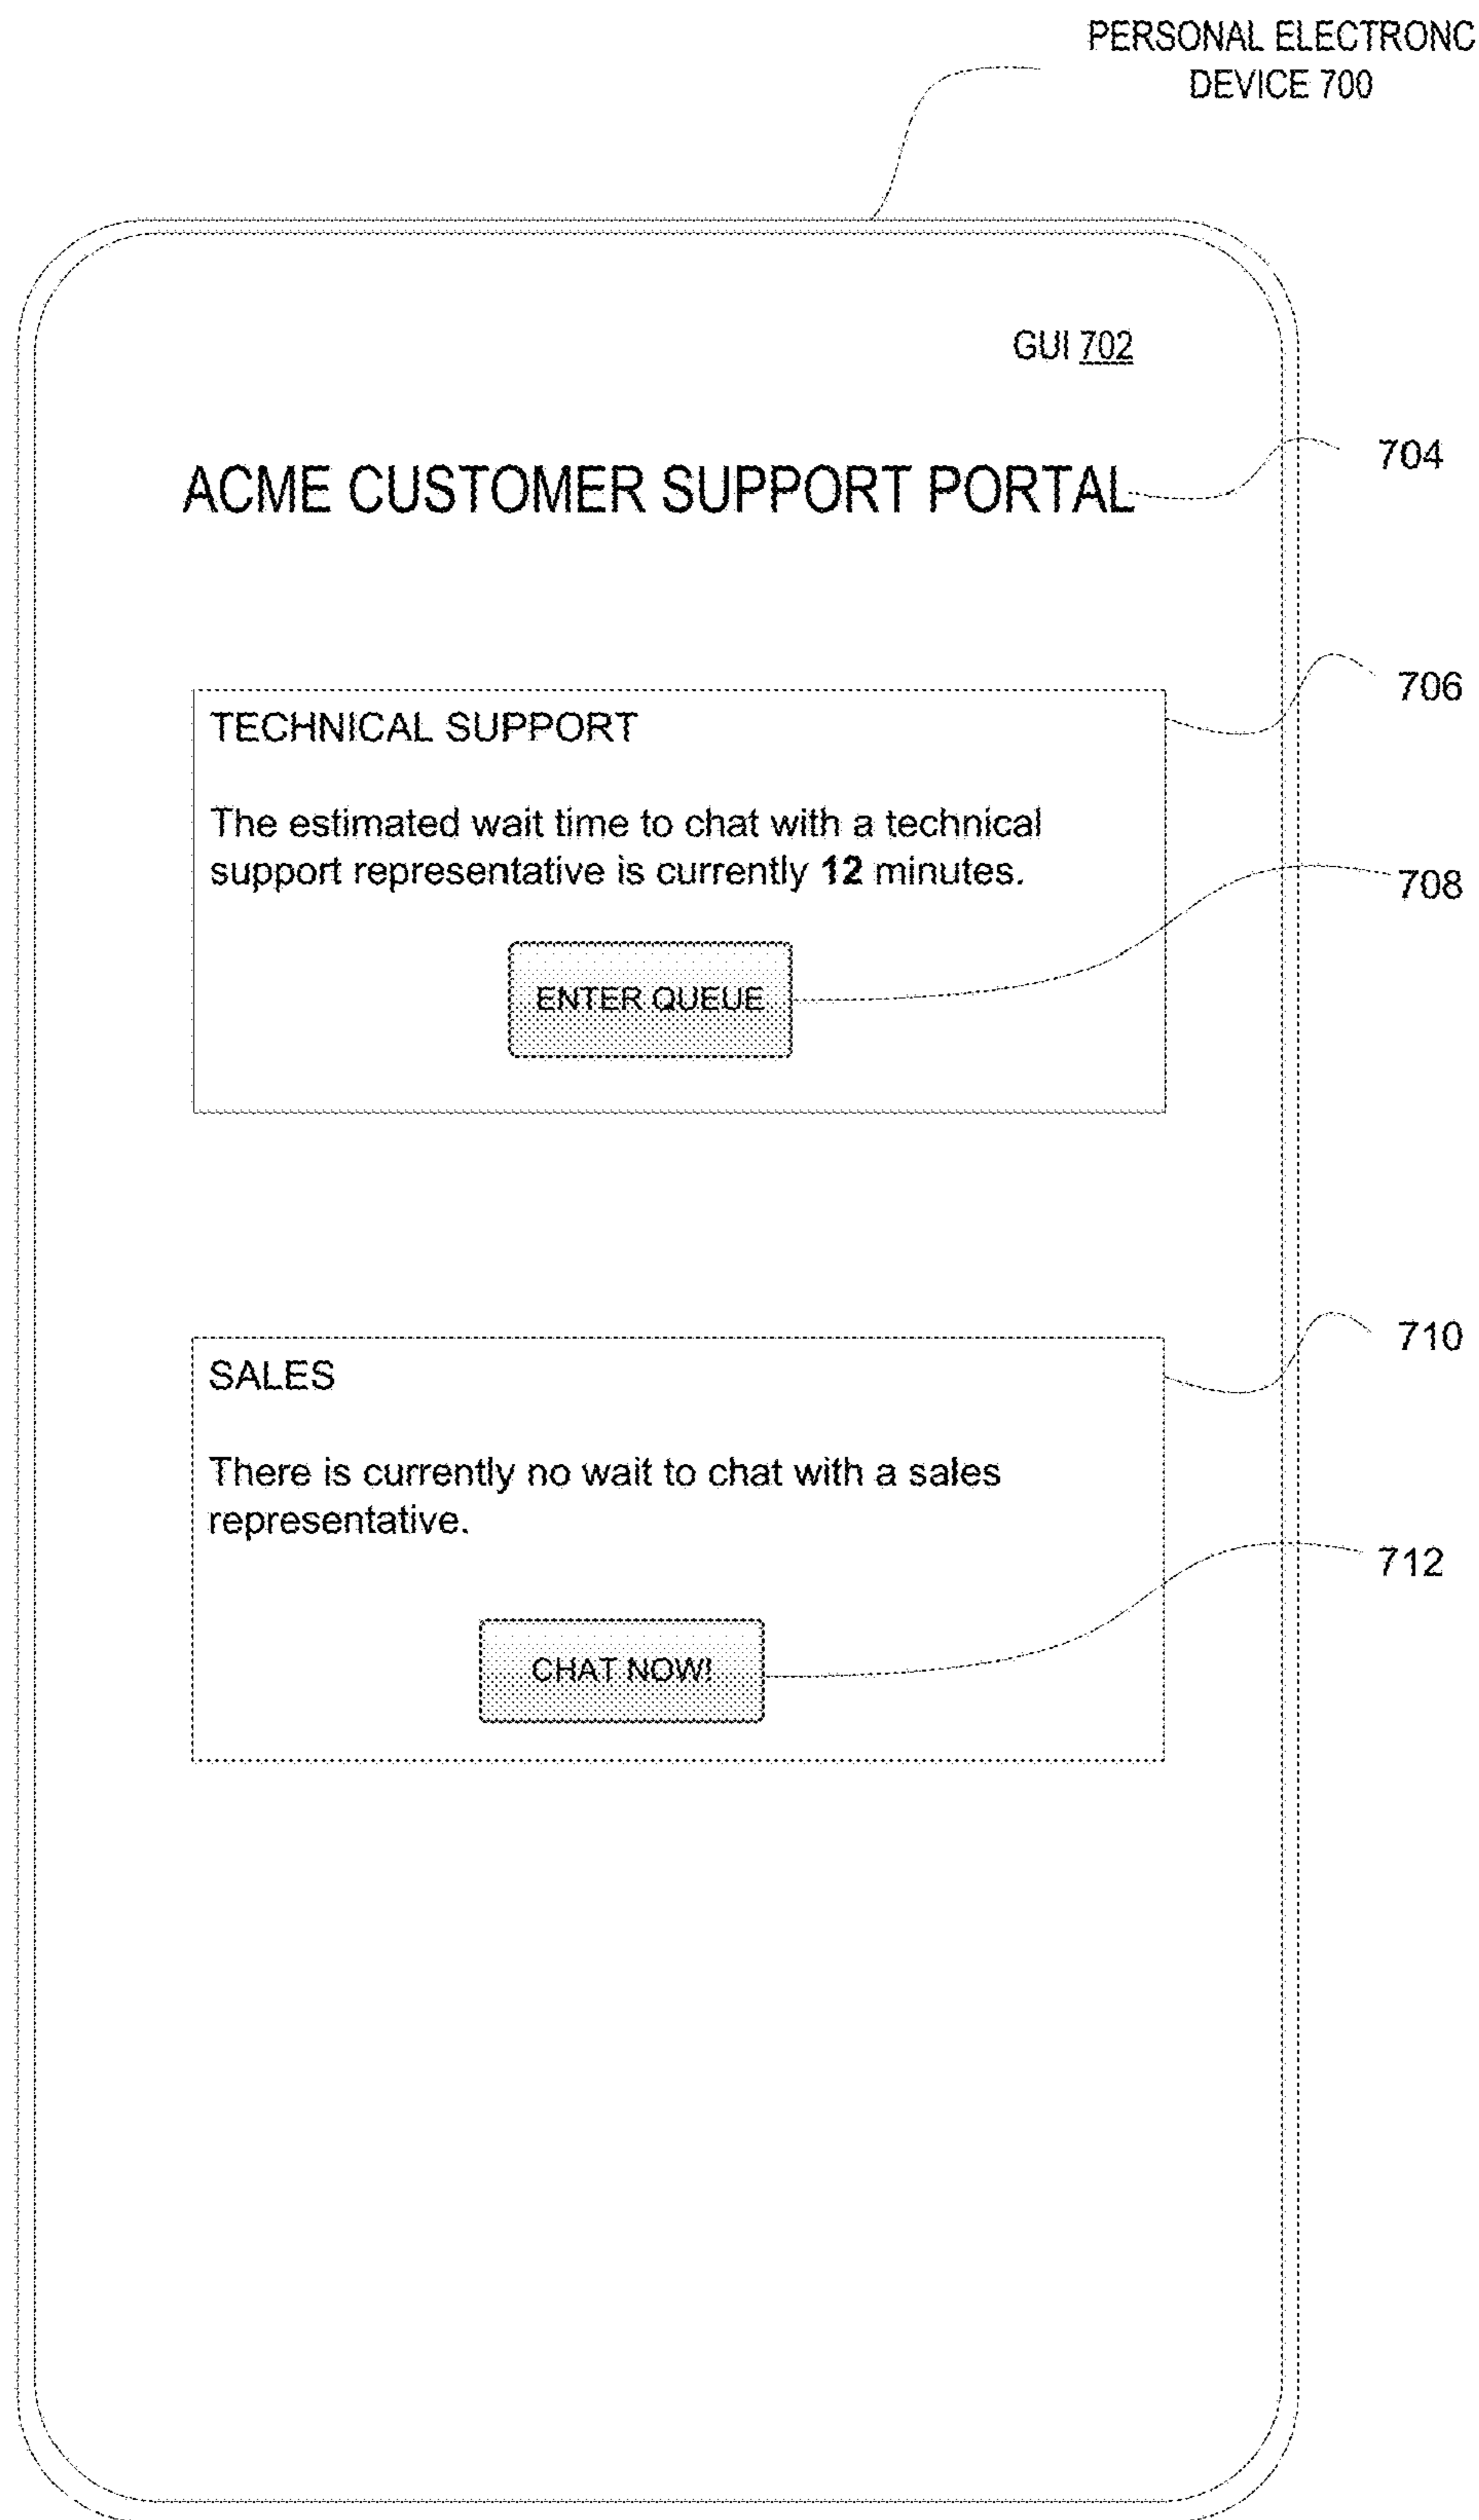 PERSONAL ELECTRONC
DEVICE 700
GUI 702
ACME CUSTOMER SUPPORT PORTAL
704
706
TECHNICAL SUPPORT
The estimated wait time to chat with a technical
support representative is currently 12 minutes.
708
ENTER QUEUE
710
SALES
There is currently no wait to chat with a sales
representative.
712
CHAT NOW!